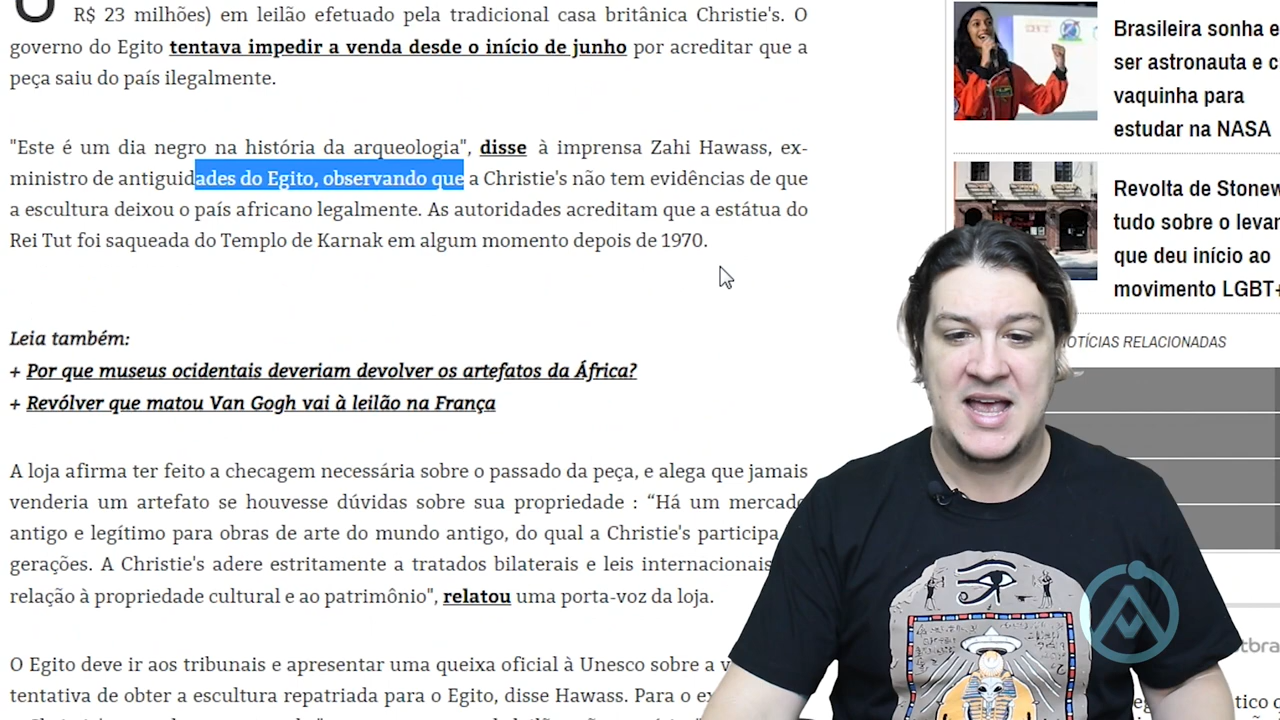 R$ 23 milhões) em leilão efetuado pela tradicional casa britânica Christie's. O
governo do Egito tentava impedir a venda desde o início de junho por acreditar que a
peça saiu do país ilegalmente.
"Este é um dia negro na história da arqueologia", disse à imprensa Zahi Hawass, ex-
ministro de antiguidades do Egito, observando que a Christie's não tem evidências de que
a escultura deixou o país africano legalmente. As autoridades acreditam que a estátua do
Rei Tut foi saqueada do Templo de Karnak em algum momento depois de 1970.
Leia também:
+ Por que museus ocidentais deveriam devolver os artefatos da África?
+ Revólver que matou Van Gogh vai à leilão na França
A loja afirma ter feito a checagem necessária sobre o passado da peça, e alega que jamais
venderia um artefato se houvesse dúvidas sobre sua propriedade : “Há um mercado
antigo e legítimo para obras de arte do mundo antigo, do qual a Christie's participa
gerações. A Christie's adere estritamente a tratados bilaterais e leis internacionais
relação à propriedade cultural e ao patrimônio", relatou uma porta-voz da loja.
O Egito deve ir aos tribunais e apresentar uma queixa oficial à Unesco sobre a v
tentativa de obter a escultura repatriada para o Egito, disse Hawass. Para o ex
Brasileira sonha e
ser astronauta e c
vaquinha para
estudar na NASA
Revolta de Stonew
tudo sobre o levan
que deu início ao
movimento LGBT+
NOTÍCIAS RELACIONADAS